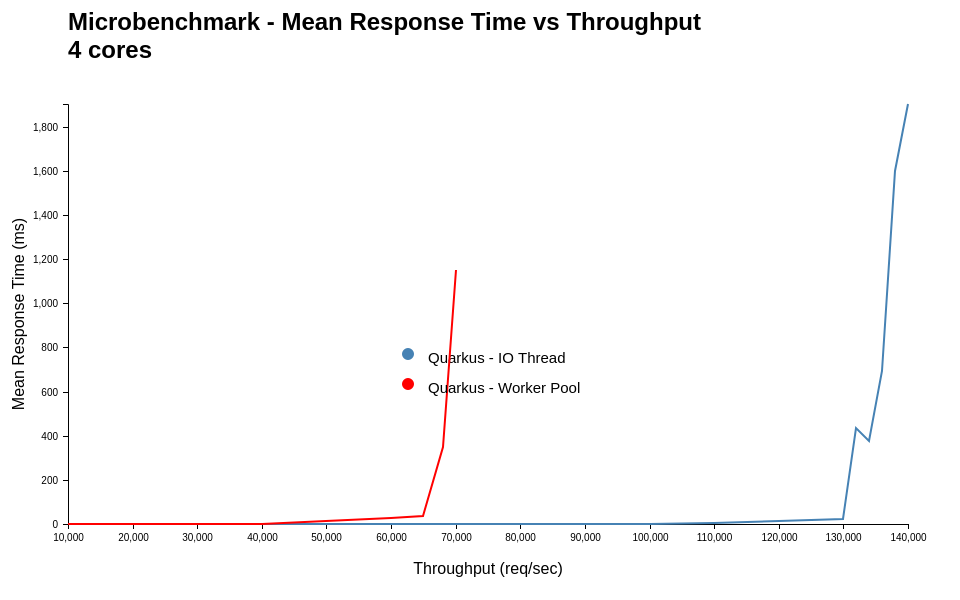 Microbenchmark - Mean Response Time vs Throughput
4 cores
Mean Response Time (ms)
1,800
1,600
1,400
1,200
1,000
800
600
400
200
0
Quarkus - IO Thread
Quarkus - Worker Pool
10,000 20,000 30,000 40,000 50,000 60,000 70,000 80,000 90,000 100,000 110,000 120,000 130,000 140,000
Throughput (req/sec)